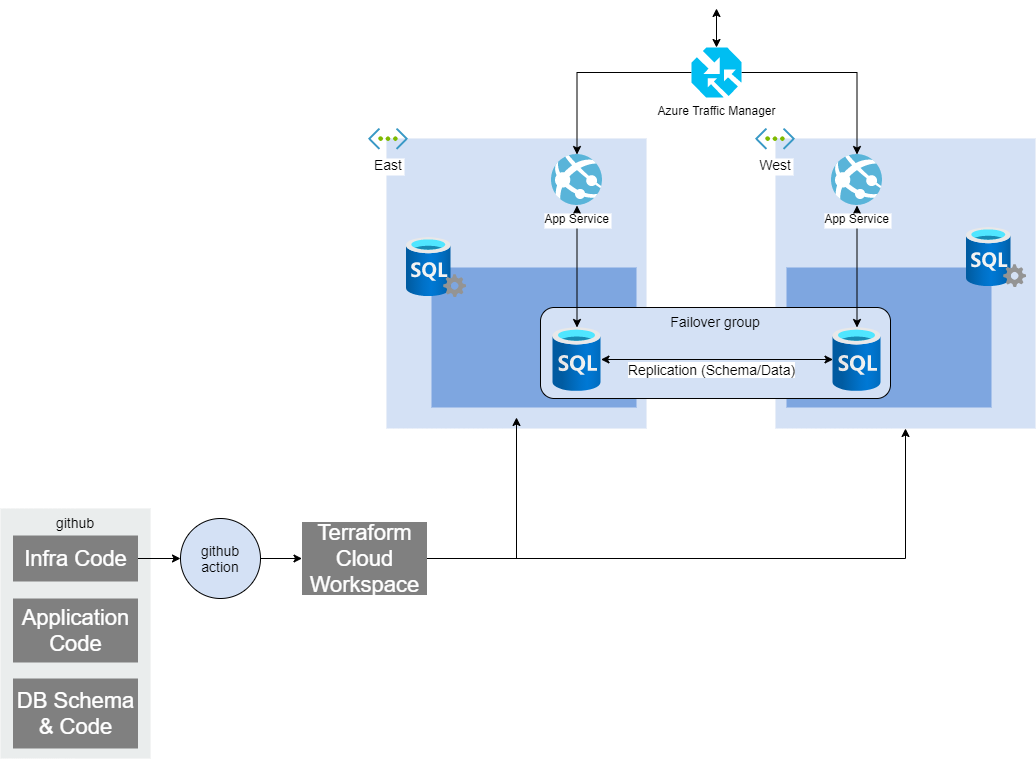 Azure Traffic Manager
East
West
App Service
App Service
SQL
SQL
Failover group
SQL
SQL
Replication (Schema/Data)
github
Infra Code
github
action
Terraform
Cloud
Workspace
Application
Code
DB Schema
& Code